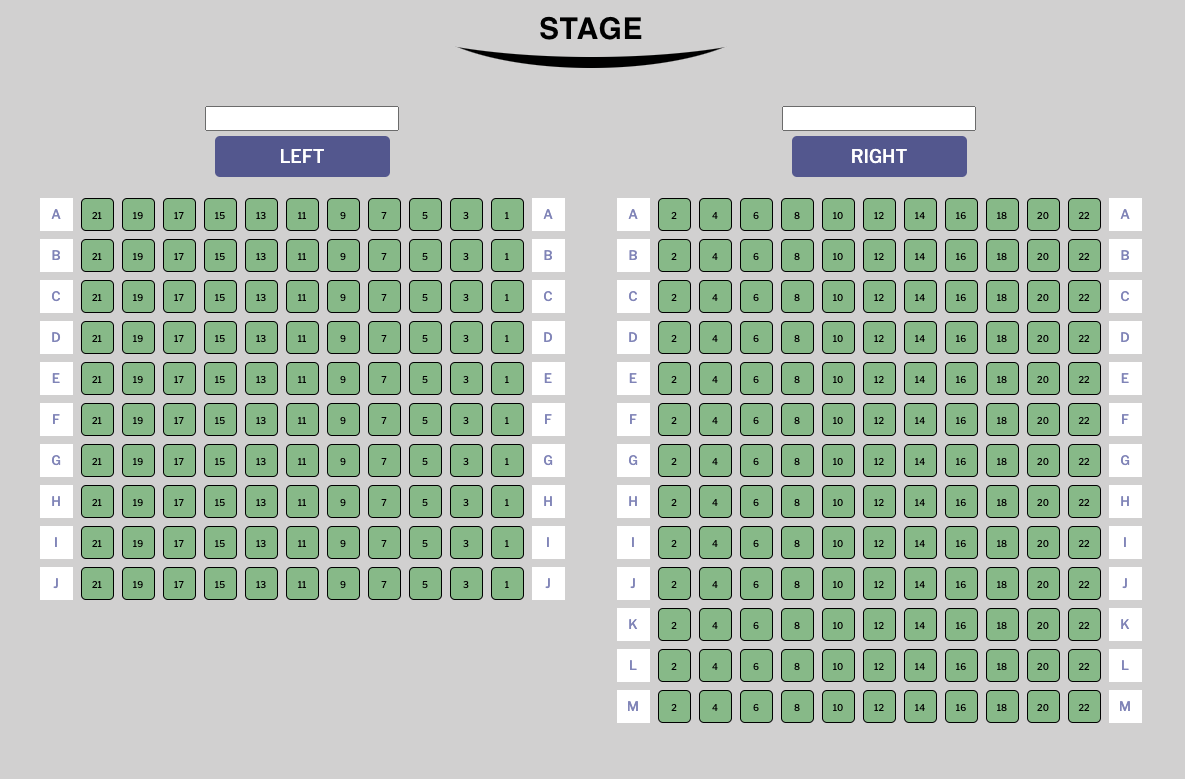 STAGE
LEFT RIGHT
A 21 19 17 15 13 11 9 7 5 3 1 A A 2 4 6 8 10 12 14 16 18 20 22 A
B 21 19 17 15 13 11 9 7 5 3 1 B B 2 4 6 8 10 12 14 16 18 20 22 B
C 21 19 17 15 13 11 9 7 5 3 1 C C 2 4 6 8 10 12 14 16 18 20 22 C
D 21 19 17 15 13 11 9 7 5 3 1 D D 2 4 6 8 10 12 14 16 18 20 22 D
E 21 19 17 15 13 11 9 7 5 3 1 E E 2 4 6 8 10 12 14 16 18 20 22 E
F 21 19 17 15 13 11 9 7 5 3 1 F F 2 4 6 8 10 12 14 16 18 20 22 F
G 21 19 17 15 13 11 9 7 5 3 1 G G 2 4 6 8 10 12 14 16 18 20 22 G
H 21 19 17 15 13 11 9 7 5 3 1 H H 2 4 6 8 10 12 14 16 18 20 22 H
I 21 19 17 15 13 11 9 7 5 3 1 I I 2 4 6 8 10 12 14 16 18 20 22 I
J 21 19 17 15 13 11 9 7 5 3 1 J J 2 4 6 8 10 12 14 16 18 20 22 J
K 2 4 6 8 10 12 14 16 18 20 22 K
L 2 4 6 8 10 12 14 16 18 20 22 L
M 2 4 6 8 10 12 14 16 18 20 22 M